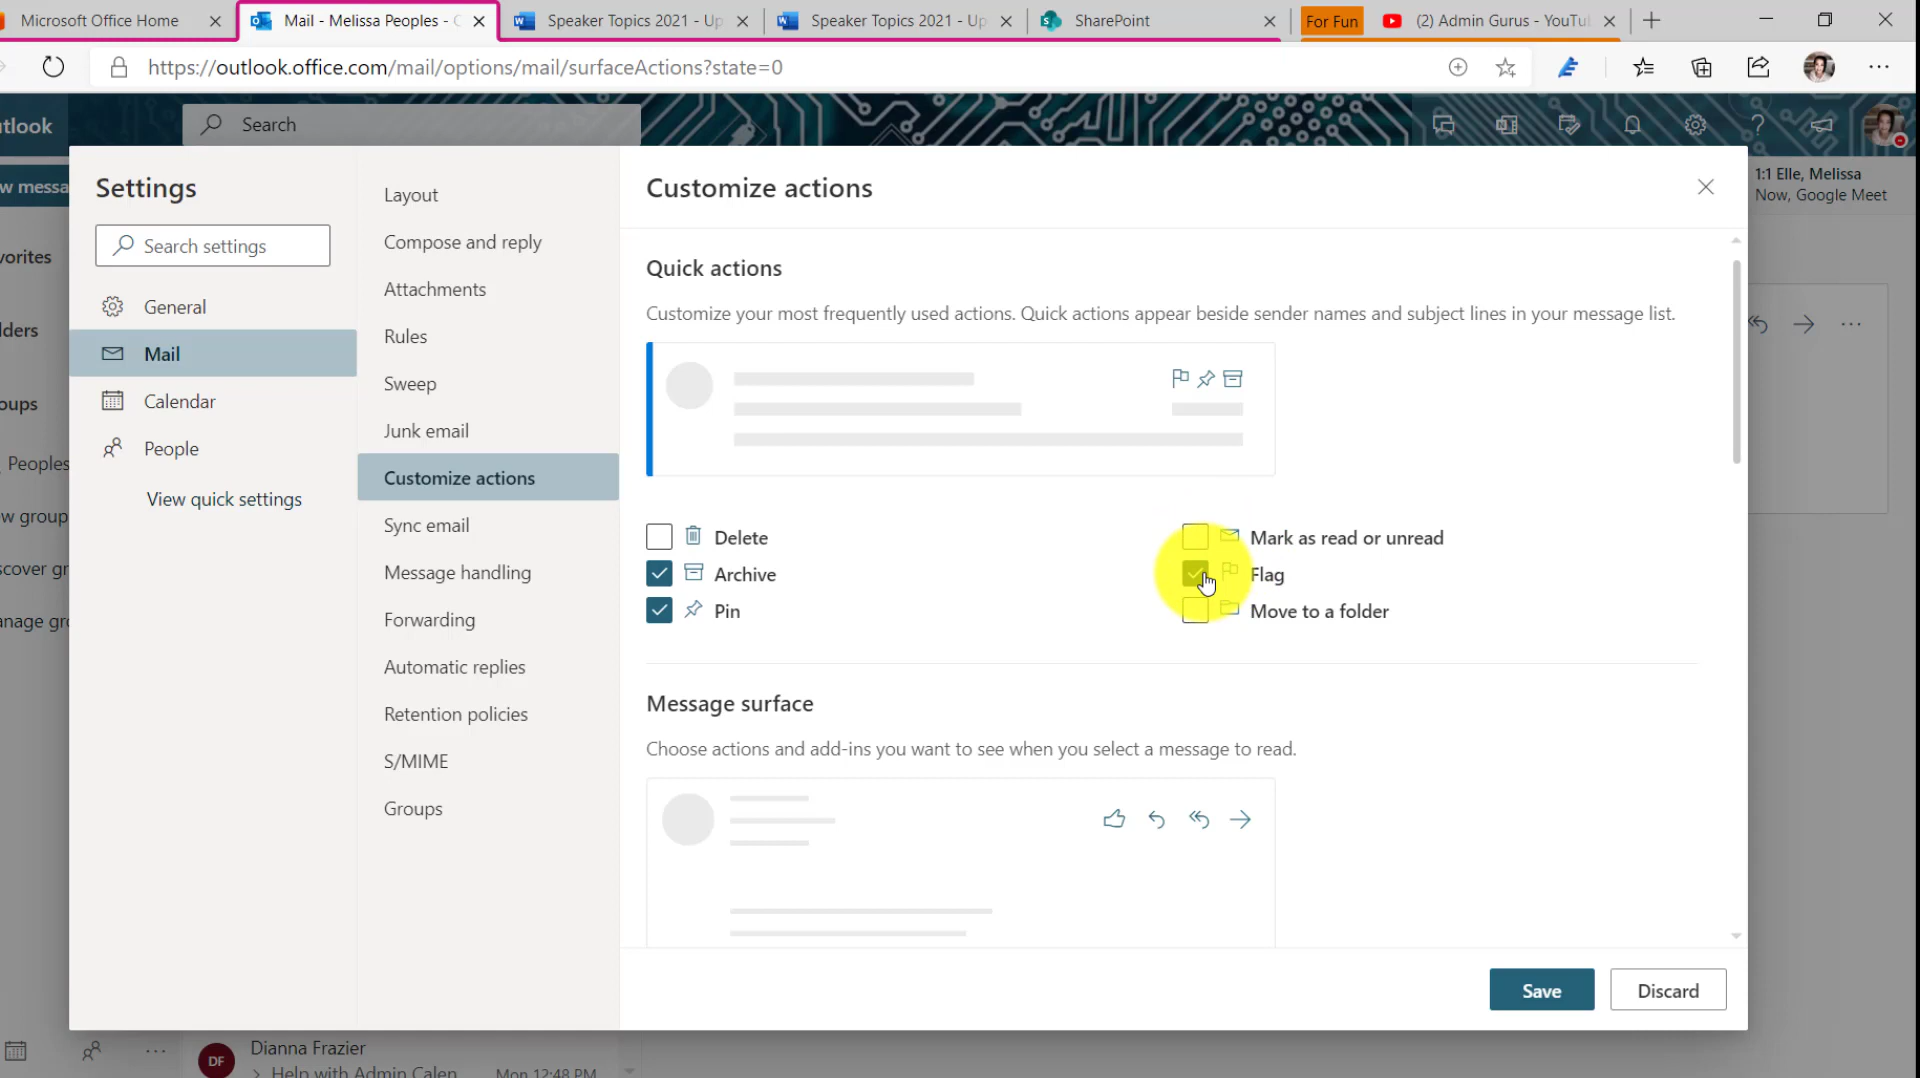 Microsoft Office Home
Mail - Melissa Peoples -
Speaker Topics 2021 - Up
Speaker Topics 2021 - Up
SharePoint
For Fun
(2) Admin Gurus - YouTu
https://outlook.office.com/mail/options/mail/surfaceActions?state=0
utlook
Search
w messa
1:1 Elle, Melissa
Now, Google Meet
vorites
lders
oups
Peoples
w group
scover gr
anage grou
Settings
Search settings
General
Mail
Calendar
People
View quick settings
Layout
Compose and reply
Attachments
Rules
Sweep
Junk email
Customize actions
Sync email
Message handling
Forwarding
Automatic replies
Retention policies
S/MIME
Groups
Customize actions
Quick actions
Customize your most frequently used actions. Quick actions appear beside sender names and subject lines in your message list.
Delete
Mark as read or unread
Archive
Flag
Pin
Move to a folder
Message surface
Choose actions and add-ins you want to see when you select a message to read.
Save
Discard
DF
Dianna Frazier
Help with Admin Calen
Mon 12:48 PM